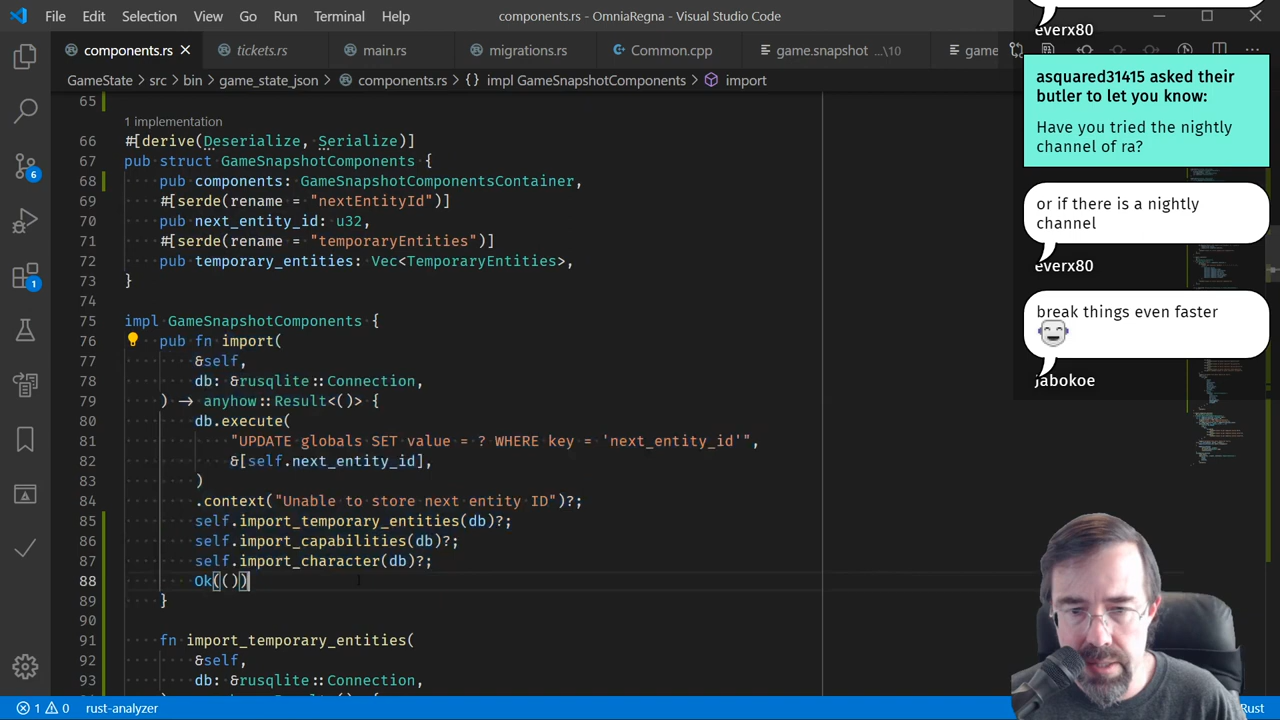 File Edit Selection View Go Run Terminal Help
components.rs - OmniaRegna - Visual Studio Code
components.rs tickets.rs main.rs migrations.rs Common.cpp game.snapshot ...\10 game
GameState > src > bin > game_state_json > components.rs > {} impl GameSnapshotComponents > import
65
1 implementation
66 #[derive(Deserialize, Serialize)]
67 pub struct GameSnapshotComponents {
68 pub components: GameSnapshotComponentsContainer,
69 #[serde(rename = "nextEntityId")]
70 pub next_entity_id: u32,
71 #[serde(rename = "temporaryEntities")]
72 pub temporary_entities: Vec<TemporaryEntities>,
73 }
74
75 impl GameSnapshotComponents {
76 pub fn import(
77 &self,
78 db: &rusqlite::Connection,
79 ) -> anyhow::Result<()> {
80 db.execute(
81 "UPDATE globals SET value = ? WHERE key = 'next_entity_id'",
82 &[self.next_entity_id],
83 )
84 .context("Unable to store next entity ID")?;
85 self.import_temporary_entities(db)?;
86 self.import_capabilities(db)?;
87 self.import_character(db)?;
88 Ok(())
89 }
90
91 fn import_temporary_entities(
92 &self,
93 db: &rusqlite::Connection,
everx80
asquared31415 asked their
butler to let you know:
Have you tried the nightly
channel of ra?
or if there is a nightly
channel
everx80
break things even faster
jabokoe
6
1
1 0 rust-analyzer
Rust